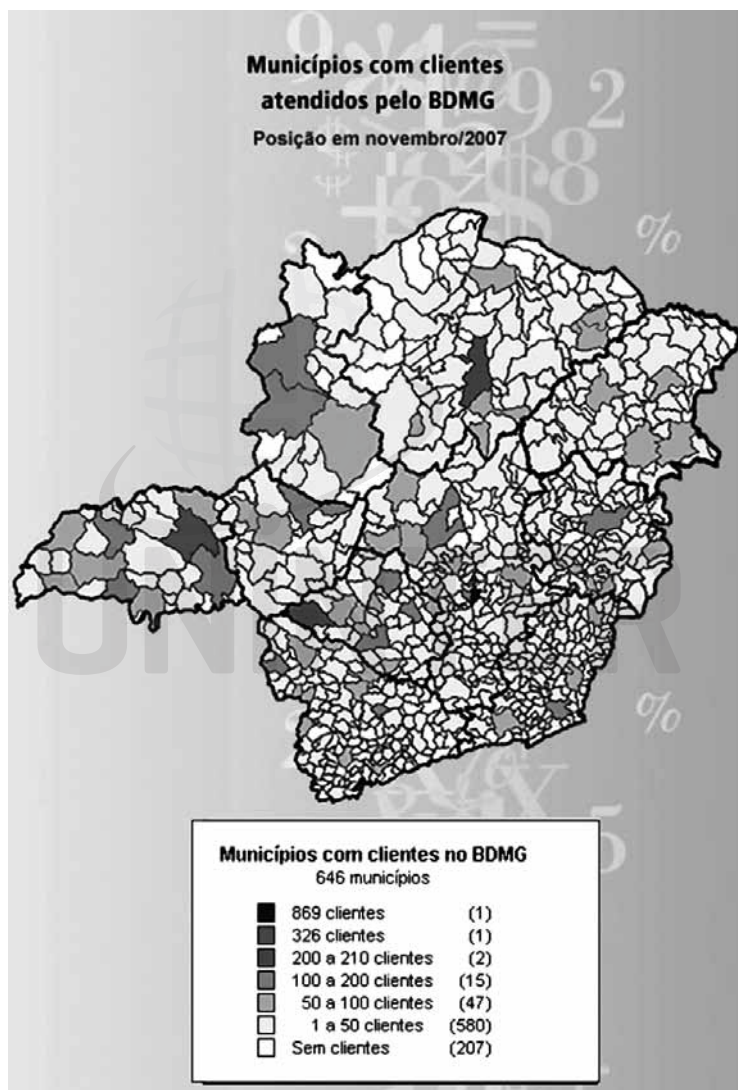 Municípios com clientes
atendidos pelo BDMG
Posição em novembro/2007
Municípios com clientes no BDMG
646 municípios
869 clientes (1)
326 clientes (1)
200 a 210 clientes (2)
100 a 200 clientes (15)
50 a 100 clientes (47)
1 a 50 clientes (580)
Sem clientes (207)